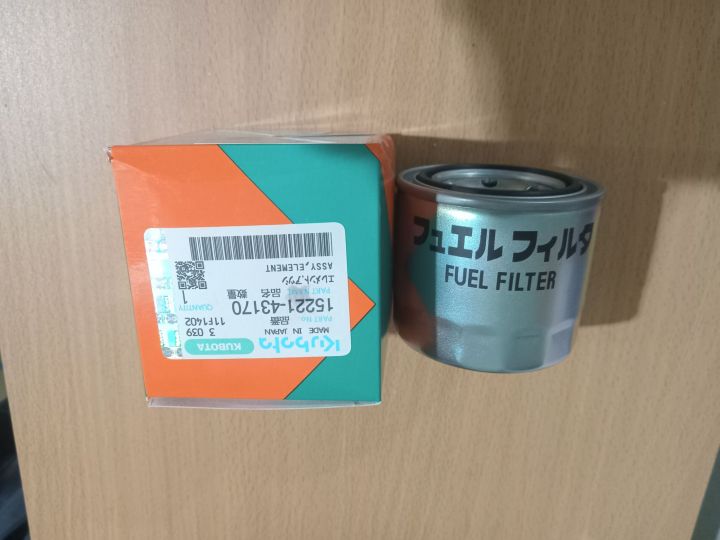 Kubota
KUBOTA
MADE IN JAPAN
3 039
品番
PART No.
11F1402
15221-43170
PART NAME
品名
数量
QUANTITY
エレメント,アッシ
1
ASSY,ELEMENT
フュエル フィルタ
FUEL FILTER